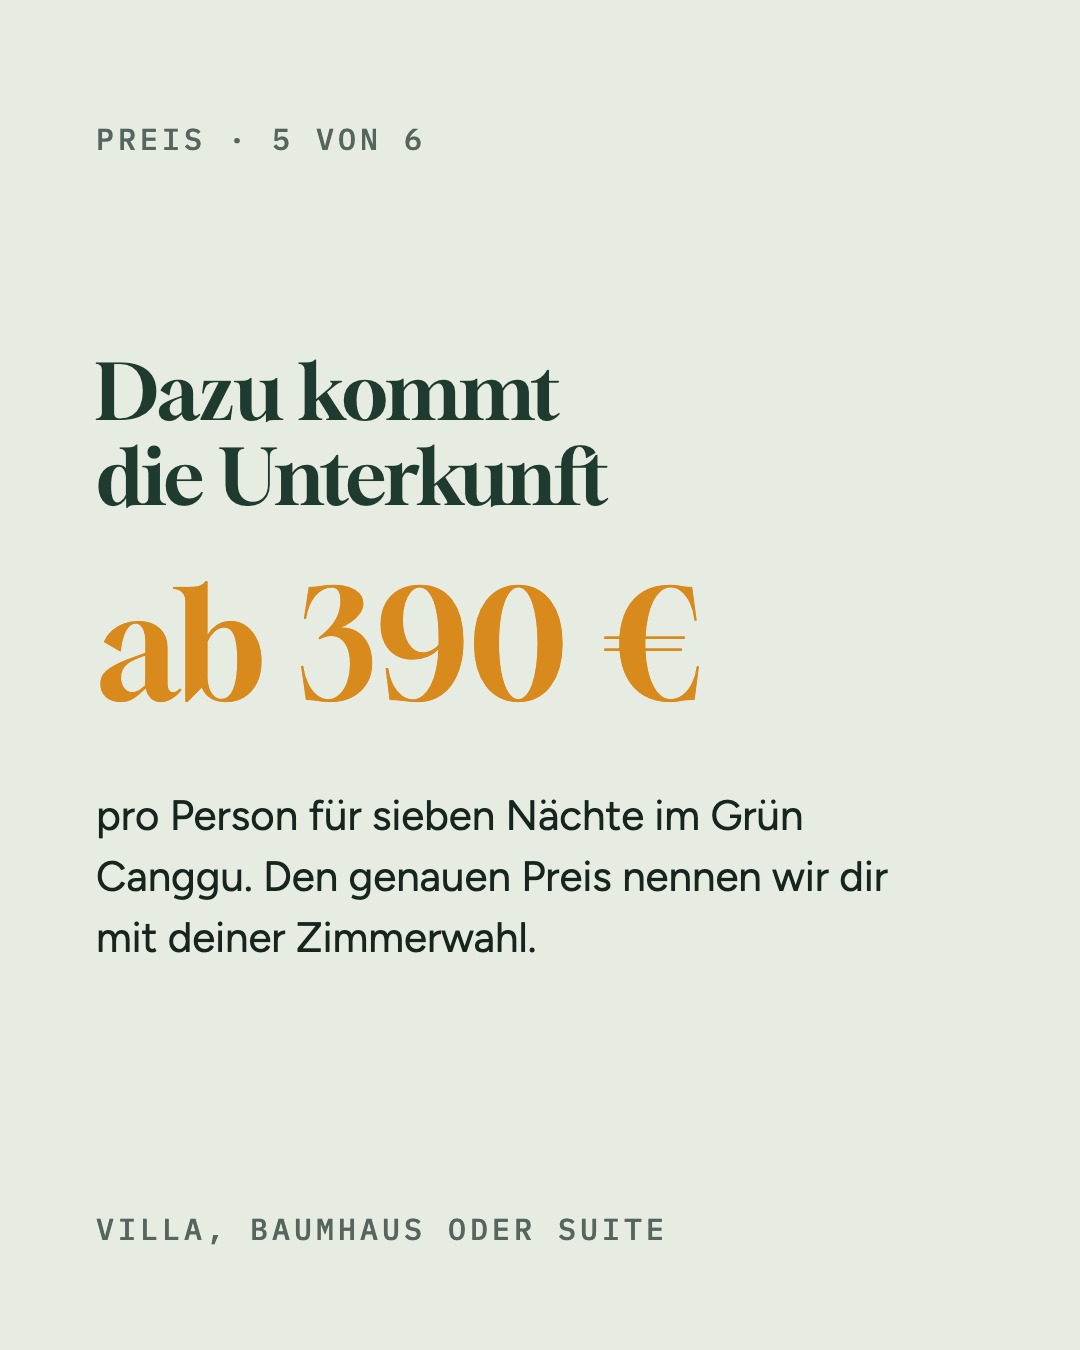 PREIS · 5 VON 6
Dazu kommt
die Unterkunft
ab 390 €
pro Person für sieben Nächte im Grün
Canggu. Den genauen Preis nennen wir dir
mit deiner Zimmerwahl.
VILLA, BAUMHAUS ODER SUITE